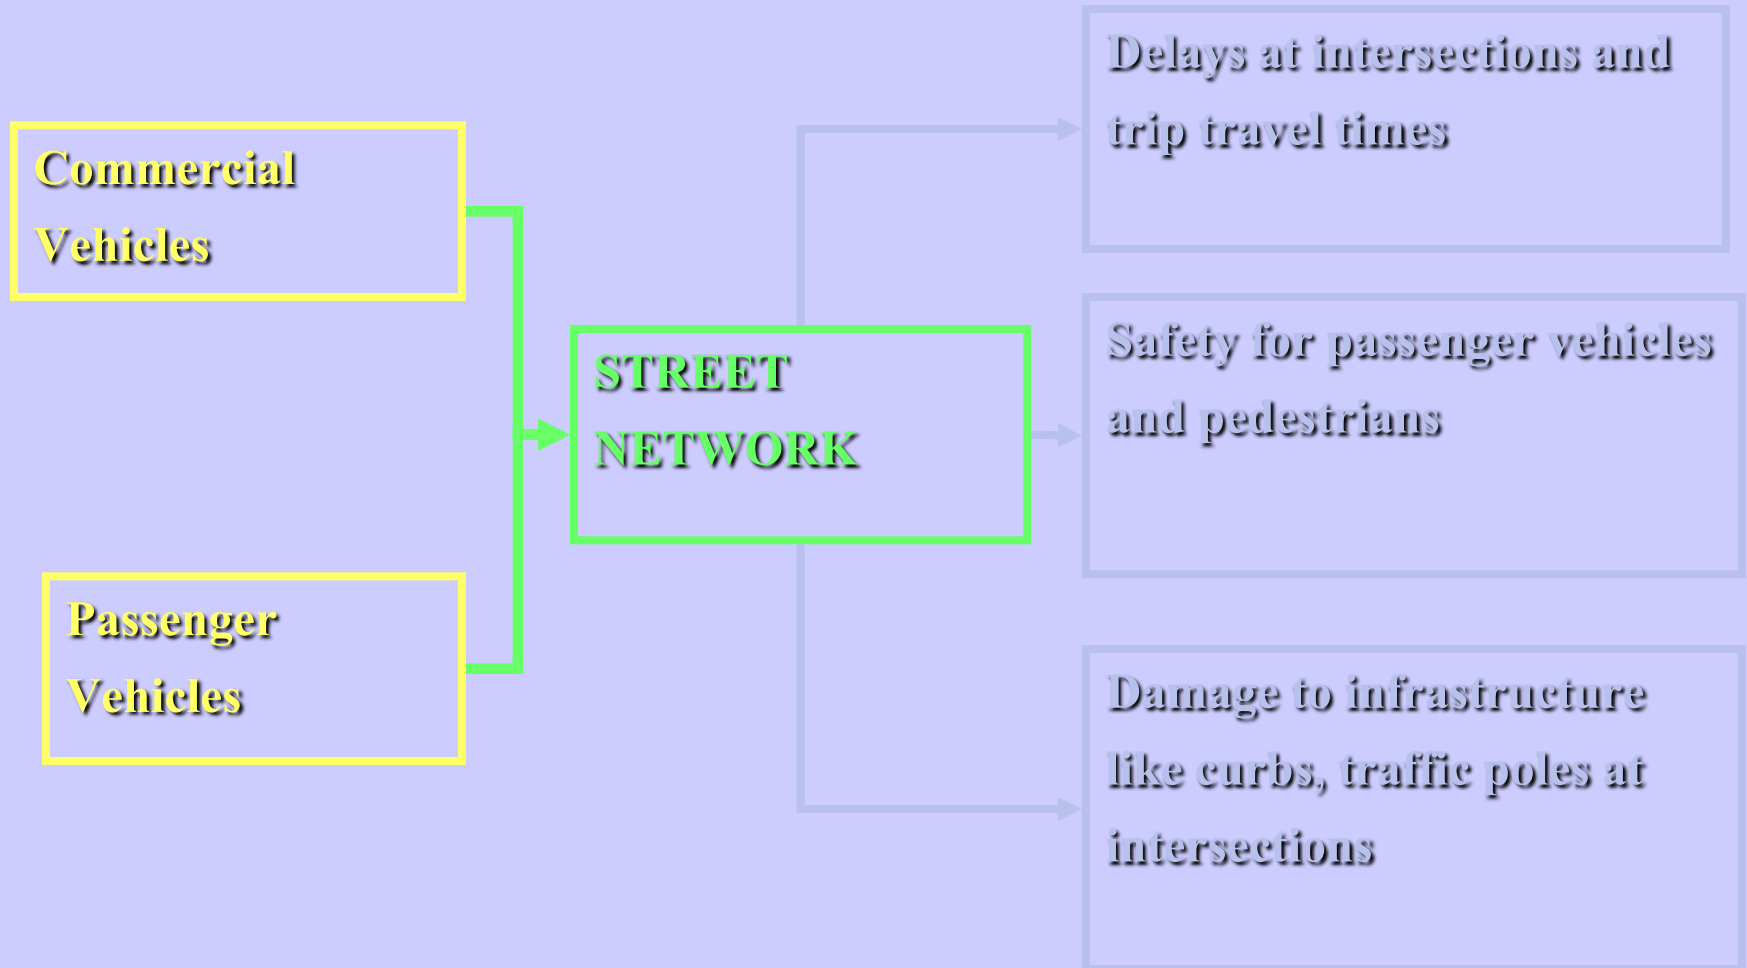 Commercial
Vehicles
Passenger
Vehicles
STREET
NETWORK
Delays at intersections and
trip travel times
Safety for passenger vehicles
and pedestrians
Damage to infrastructure
like curbs, traffic poles at
intersections